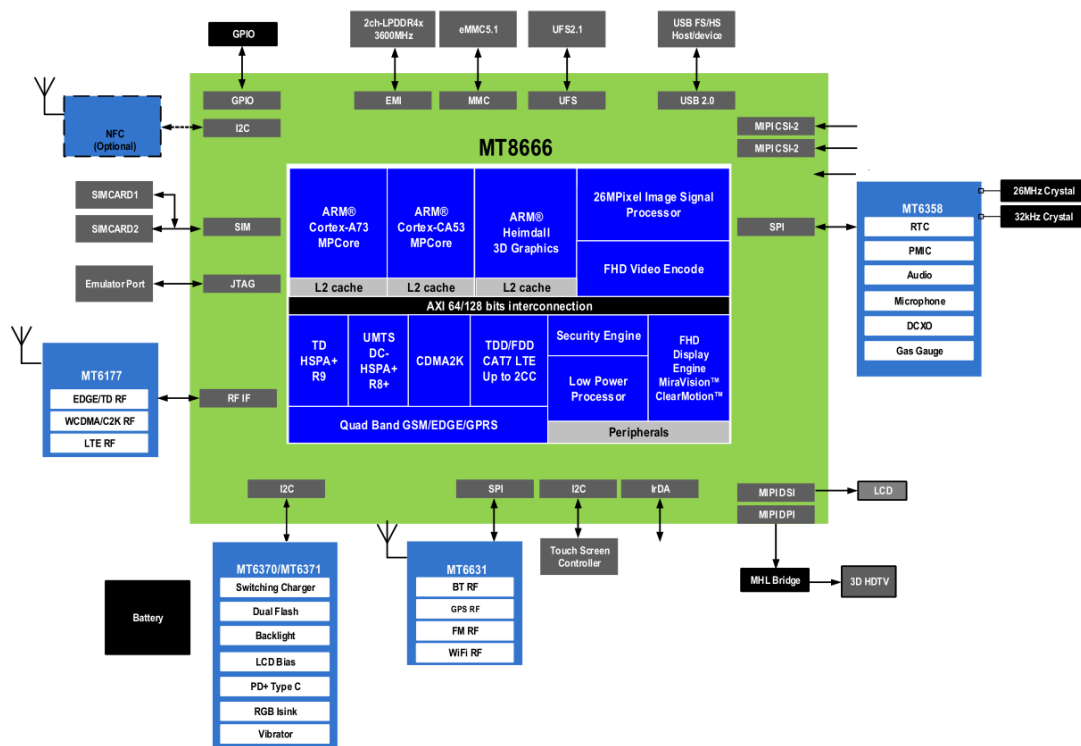 2ch-LPDDR4x
3600MHz
eMMC5.1
UFS2.1
USB FS/HS
Host/device
GPIO
GPIO
EMI
MMC
UFS
USB 2.0
NFC
(Optional)
I2C
MIPI CSI-2
MIPI CSI-2
MT8666
SIMCARD1
SIMCARD2
SIM
Emulator Port
JTAG
ARM®
Cortex-A73
MPCore
ARM®
Cortex-CA53
MPCore
ARM®
Heimdall
3D Graphics
26MPixel Image Signal
Processor
FHD Video Encode
L2 cache
L2 cache
L2 cache
AXI 64/128 bits interconnection
TD
HSPA+
R9
UMTS
DC-
HSPA+
R8+
CDMA2K
TDD/FDD
CAT7 LTE
Up to 2CC
Security Engine
Low Power
Processor
FHD
Display
Engine
MiraVision™
ClearMotion™
Quad Band GSM/EDGE/GPRS
Peripherals
SPI
MT6358
RTC
PMIC
Audio
Microphone
DCXO
Gas Gauge
26MHz Crystal
32kHz Crystal
MT6177
EDGE/TD RF
WCDMA/C2K RF
LTE RF
RF IF
I2C
SPI
I2C
IrDA
MIPI DSI
MIPI DPI
LCD
MHL Bridge
3D HDTV
Touch Screen
Controller
Battery
MT6370/MT6371
Switching Charger
Dual Flash
Backlight
LCD Bias
PD+ Type C
RGB Isink
Vibrator
MT6631
BT RF
GPS RF
FM RF
WiFi RF